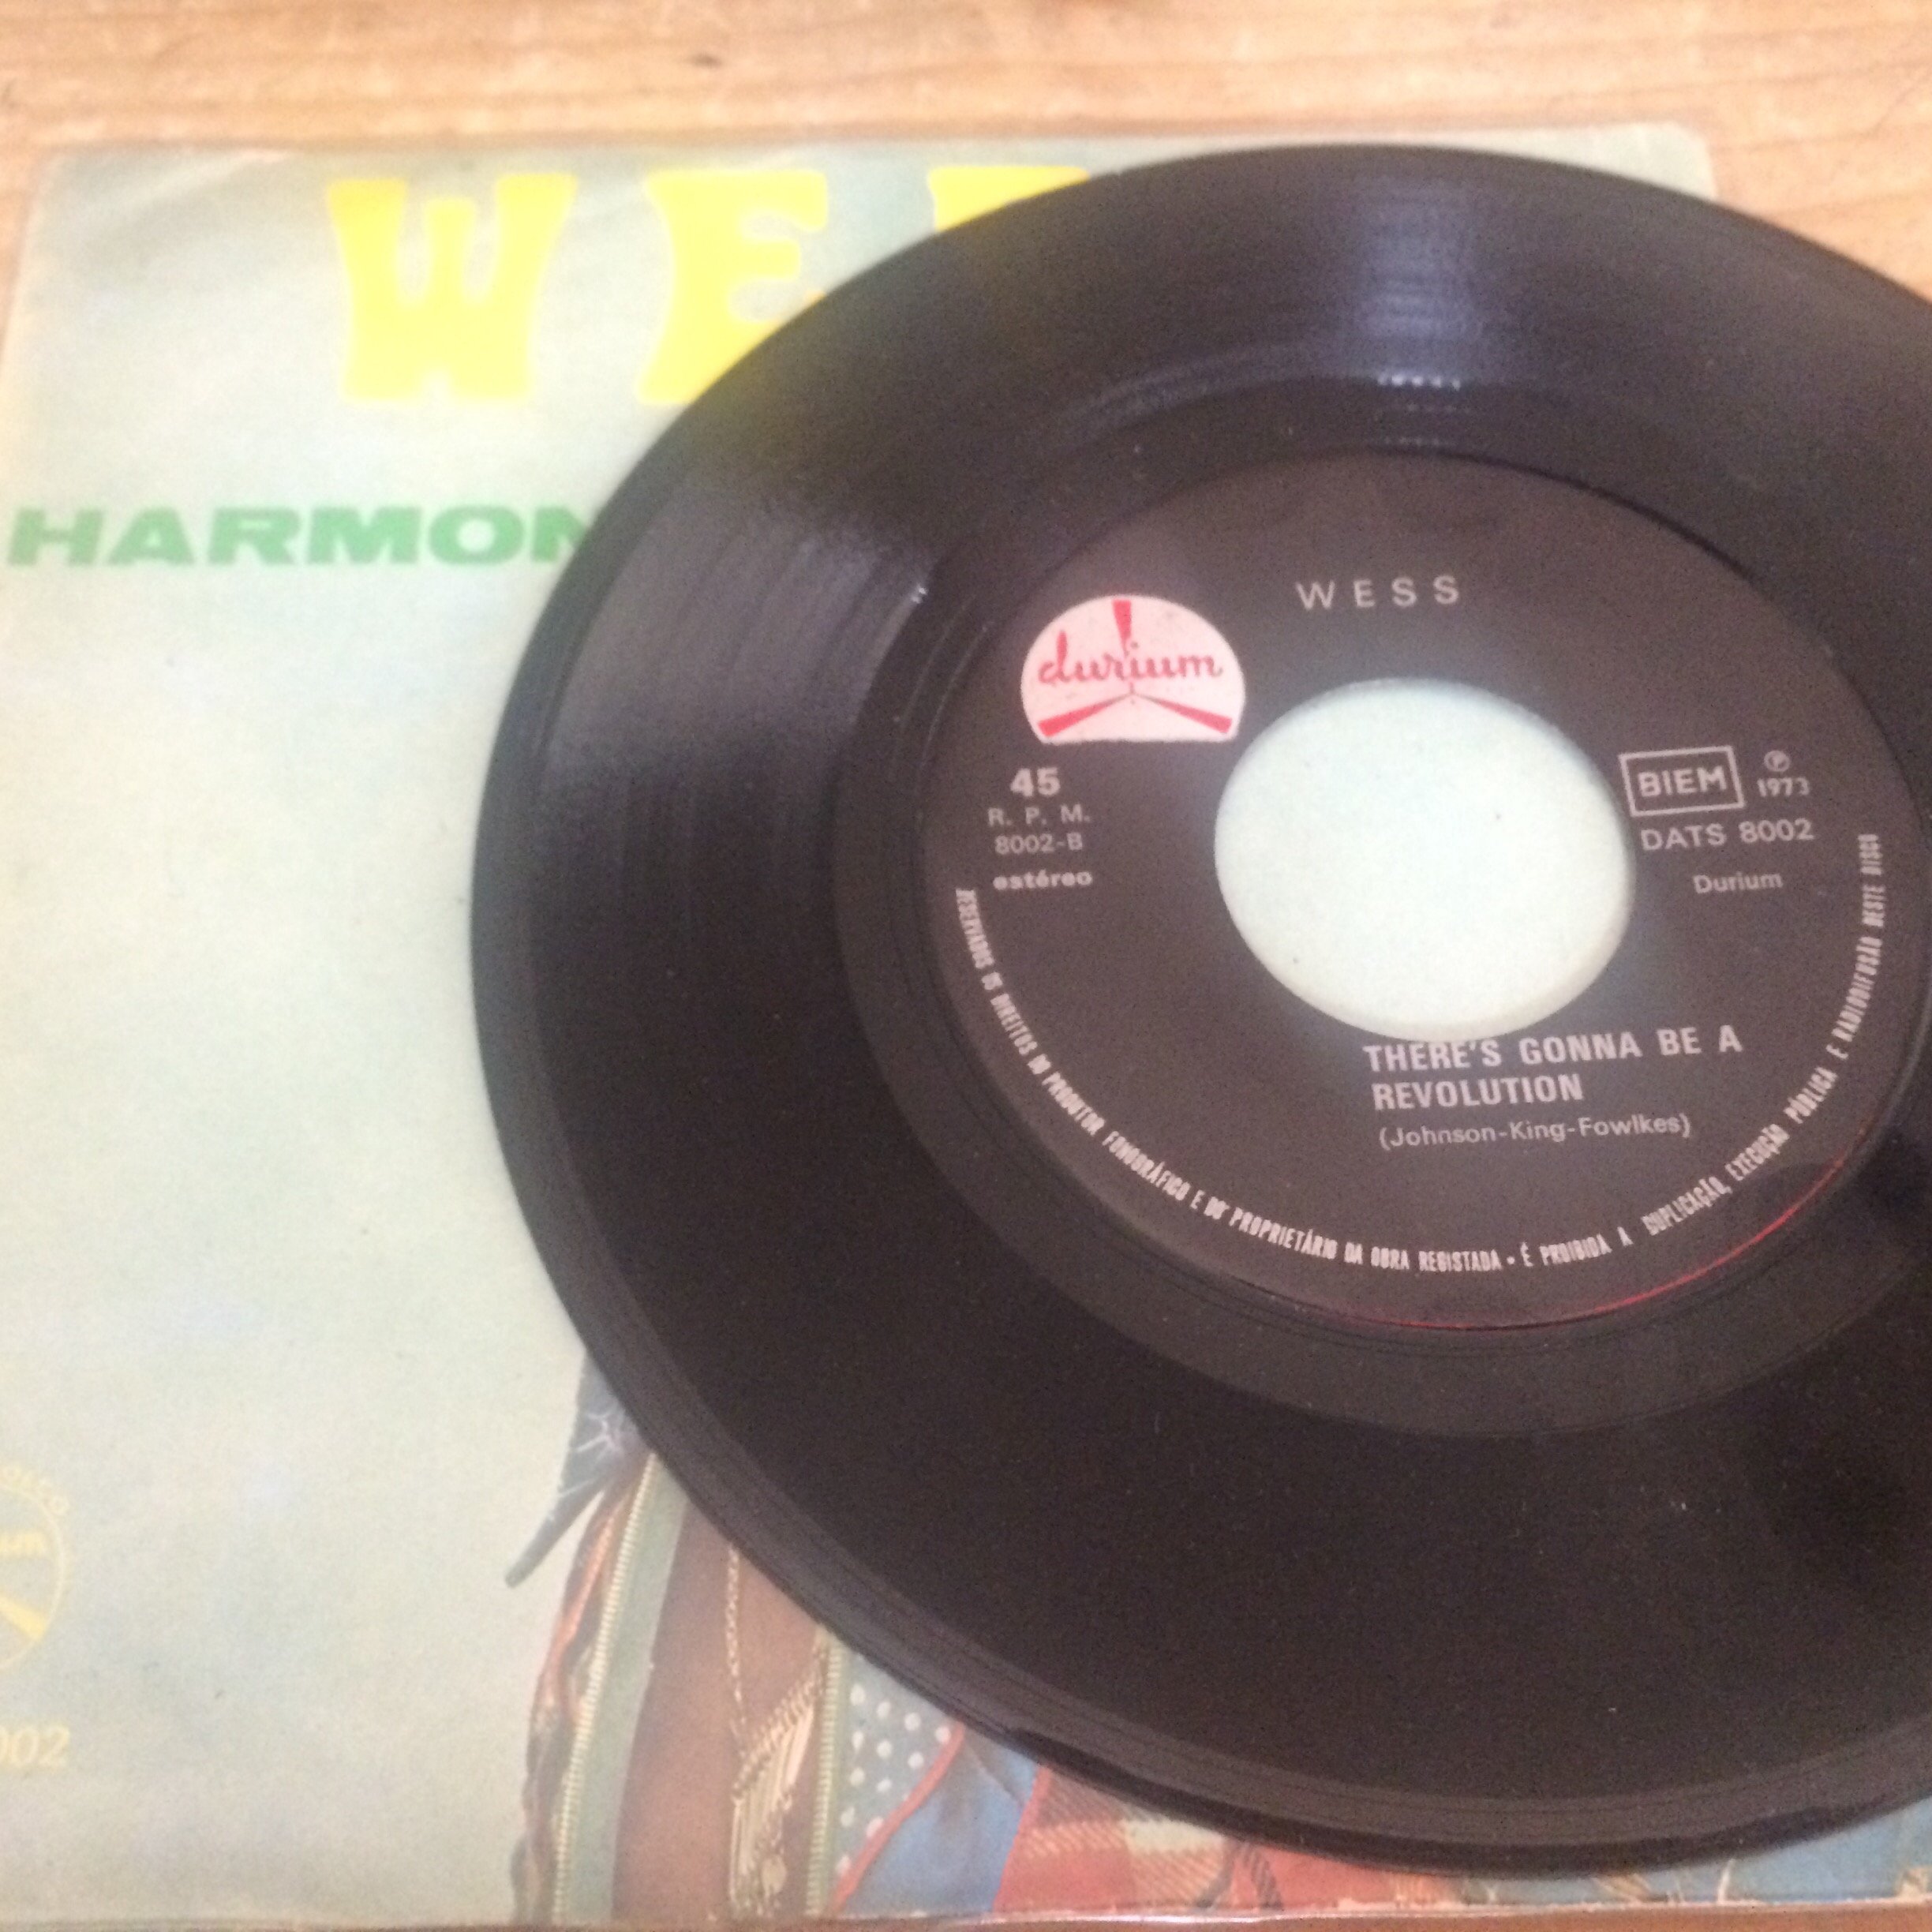 WE
HARMON
WESS
durium
45
R. P. M.
8002-B
estéreo
BIEM
℗
1973
DATS 8002
Durium
THERE'S GONNA BE A
REVOLUTION
(Johnson-King-Fowlkes)
RESERVADOS OS DIREITOS DO PRODUTOR FONOGRÁFICO E DO PROPRIETÁRIO DA OBRA REGISTADA • É PROIBIDA A DUPLICAÇÃO, EXECUÇÃO PÚBLICA E RADIODIFUSÃO DESTE DISCO
002